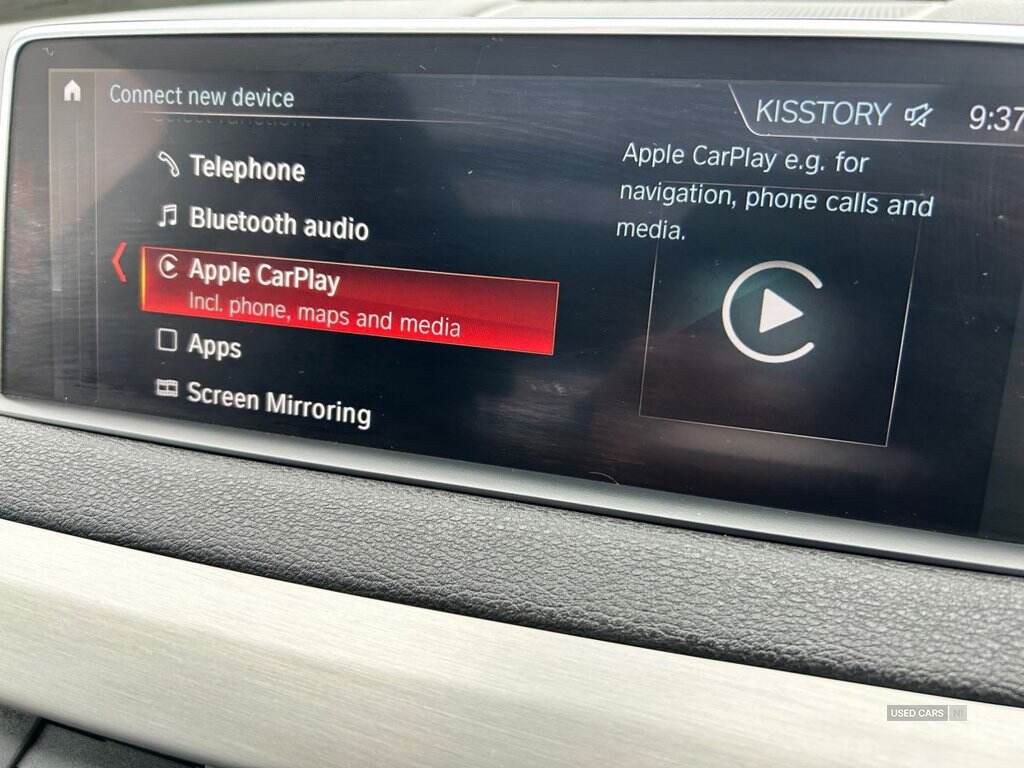 Connect new device
KISSTORY
9:37
Telephone
Bluetooth audio
Apple CarPlay
Incl. phone, maps and media
Apps
Screen Mirroring
Apple CarPlay e.g. for
navigation, phone calls and
media.
USED CARS NI